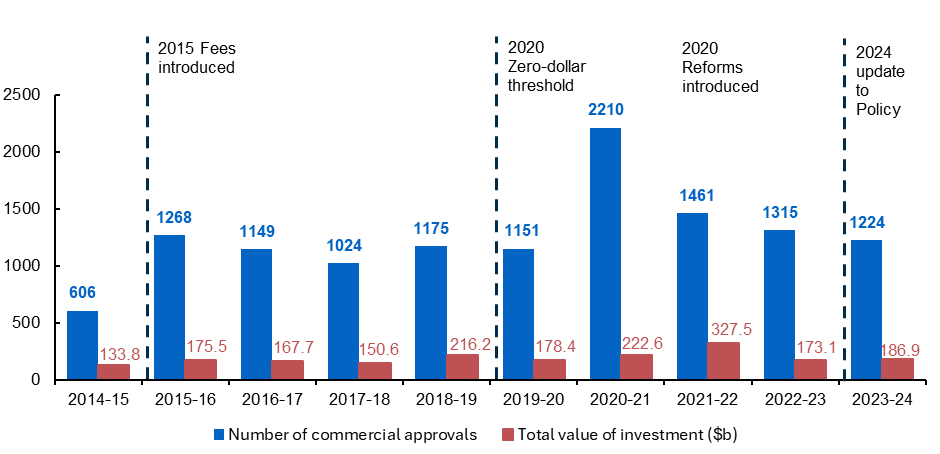 2015 Fees
introduced
2020
Zero-dollar
threshold
2020
Reforms
introduced
2024
update
to
Policy
2500
2000
1500
1000
500
0
606
133.8
1268
175.5
1149
167.7
1024
150.6
1175
216.2
1151
178.4
2210
222.6
1461
327.5
1315
173.1
1224
186.9
2014-15 2015-16 2016-17 2017-18 2018-19 2019-20 2020-21 2021-22 2022-23 2023-24
Number of commercial approvals Total value of investment ($b)